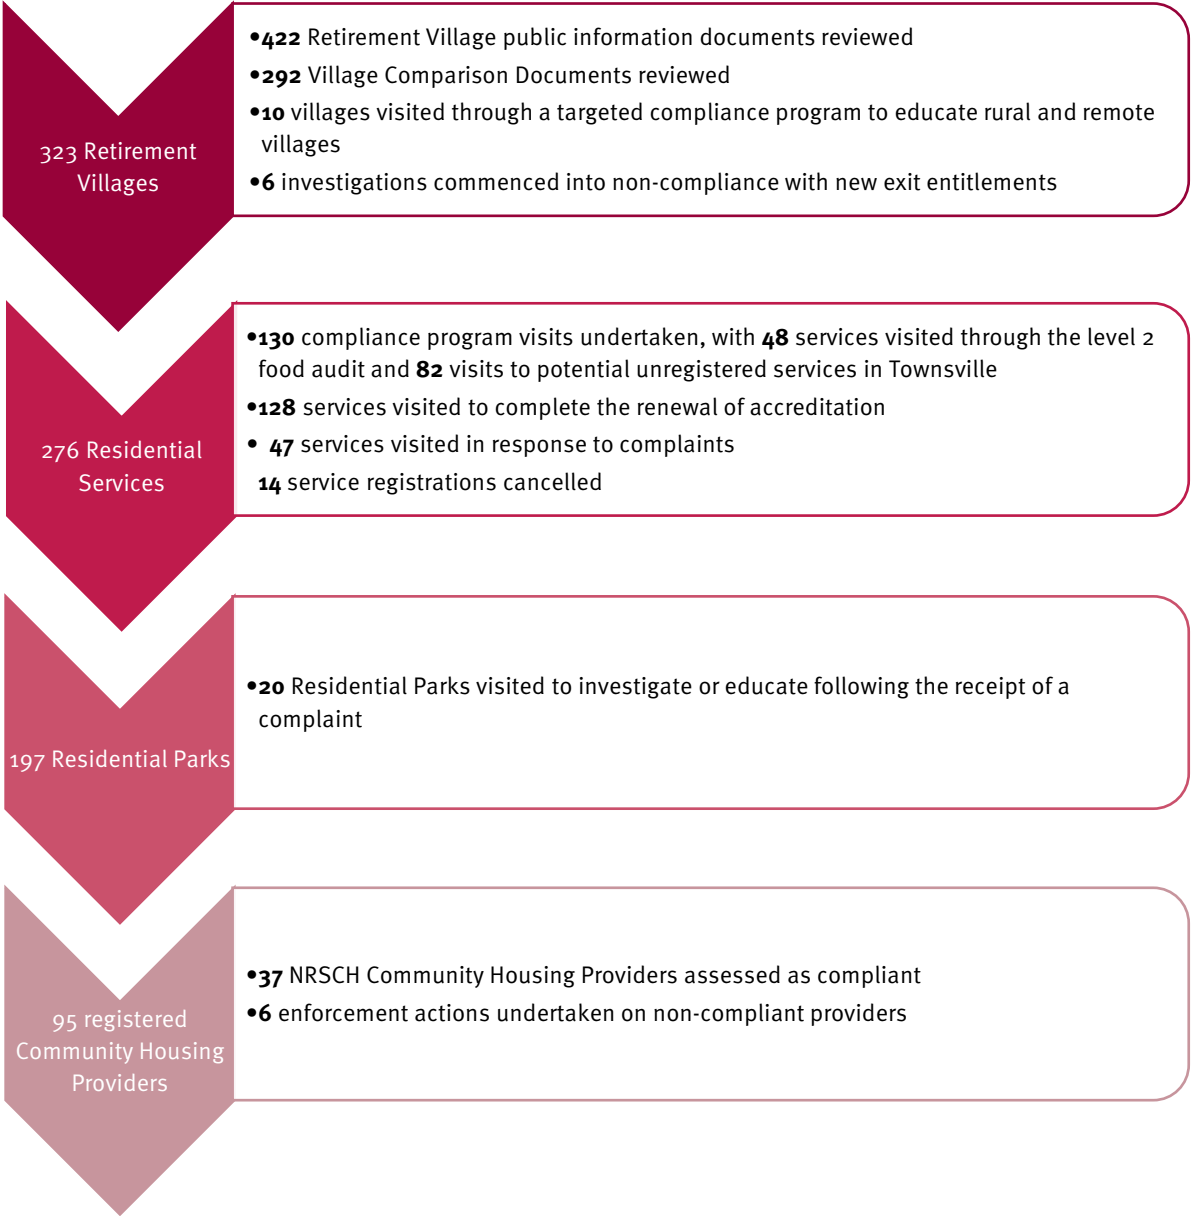 323 Retirement
Villages
•422 Retirement Village public information documents reviewed
•292 Village Comparison Documents reviewed
•10 villages visited through a targeted compliance program to educate rural and remote
villages
•6 investigations commenced into non-compliance with new exit entitlements
276 Residential
Services
•130 compliance program visits undertaken, with 48 services visited through the level 2
food audit and 82 visits to potential unregistered services in Townsville
•128 services visited to complete the renewal of accreditation
• 47 services visited in response to complaints
14 service registrations cancelled
197 Residential Parks
•20 Residential Parks visited to investigate or educate following the receipt of a
complaint
95 registered
Community Housing
Providers
•37 NRSCH Community Housing Providers assessed as compliant
•6 enforcement actions undertaken on non-compliant providers